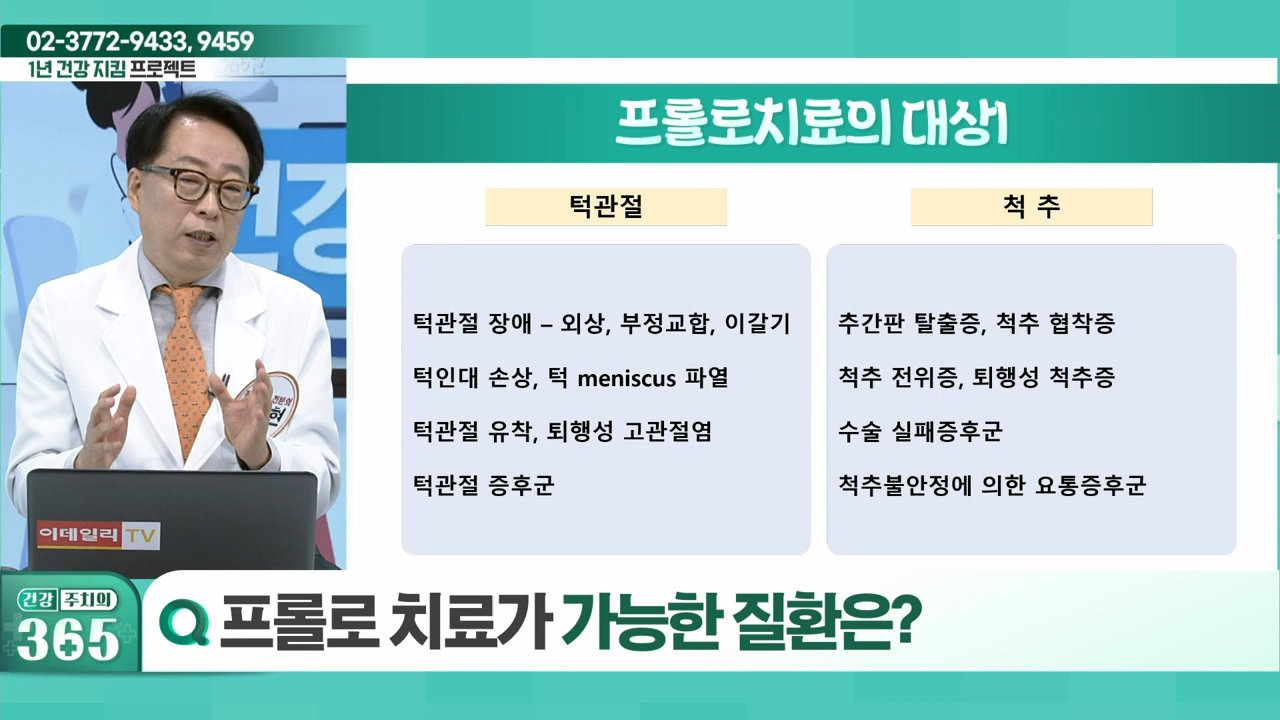 02-3772-9433, 9459
1년 건강 지킴 프로젝트
프롤로치료의 대상1
턱관절
턱관절 장애 – 외상, 부정교합, 이갈기
턱인대 손상, 턱 meniscus 파열
턱관절 유착, 퇴행성 고관절염
턱관절 증후군
척 추
추간판 탈출증, 척추 협착증
척추 전위증, 퇴행성 척추증
수술 실패증후군
척추불안정에 의한 요통증후군
이데일리 TV
건강 주치의
365
Q 프롤로 치료가 가능한 질환은?